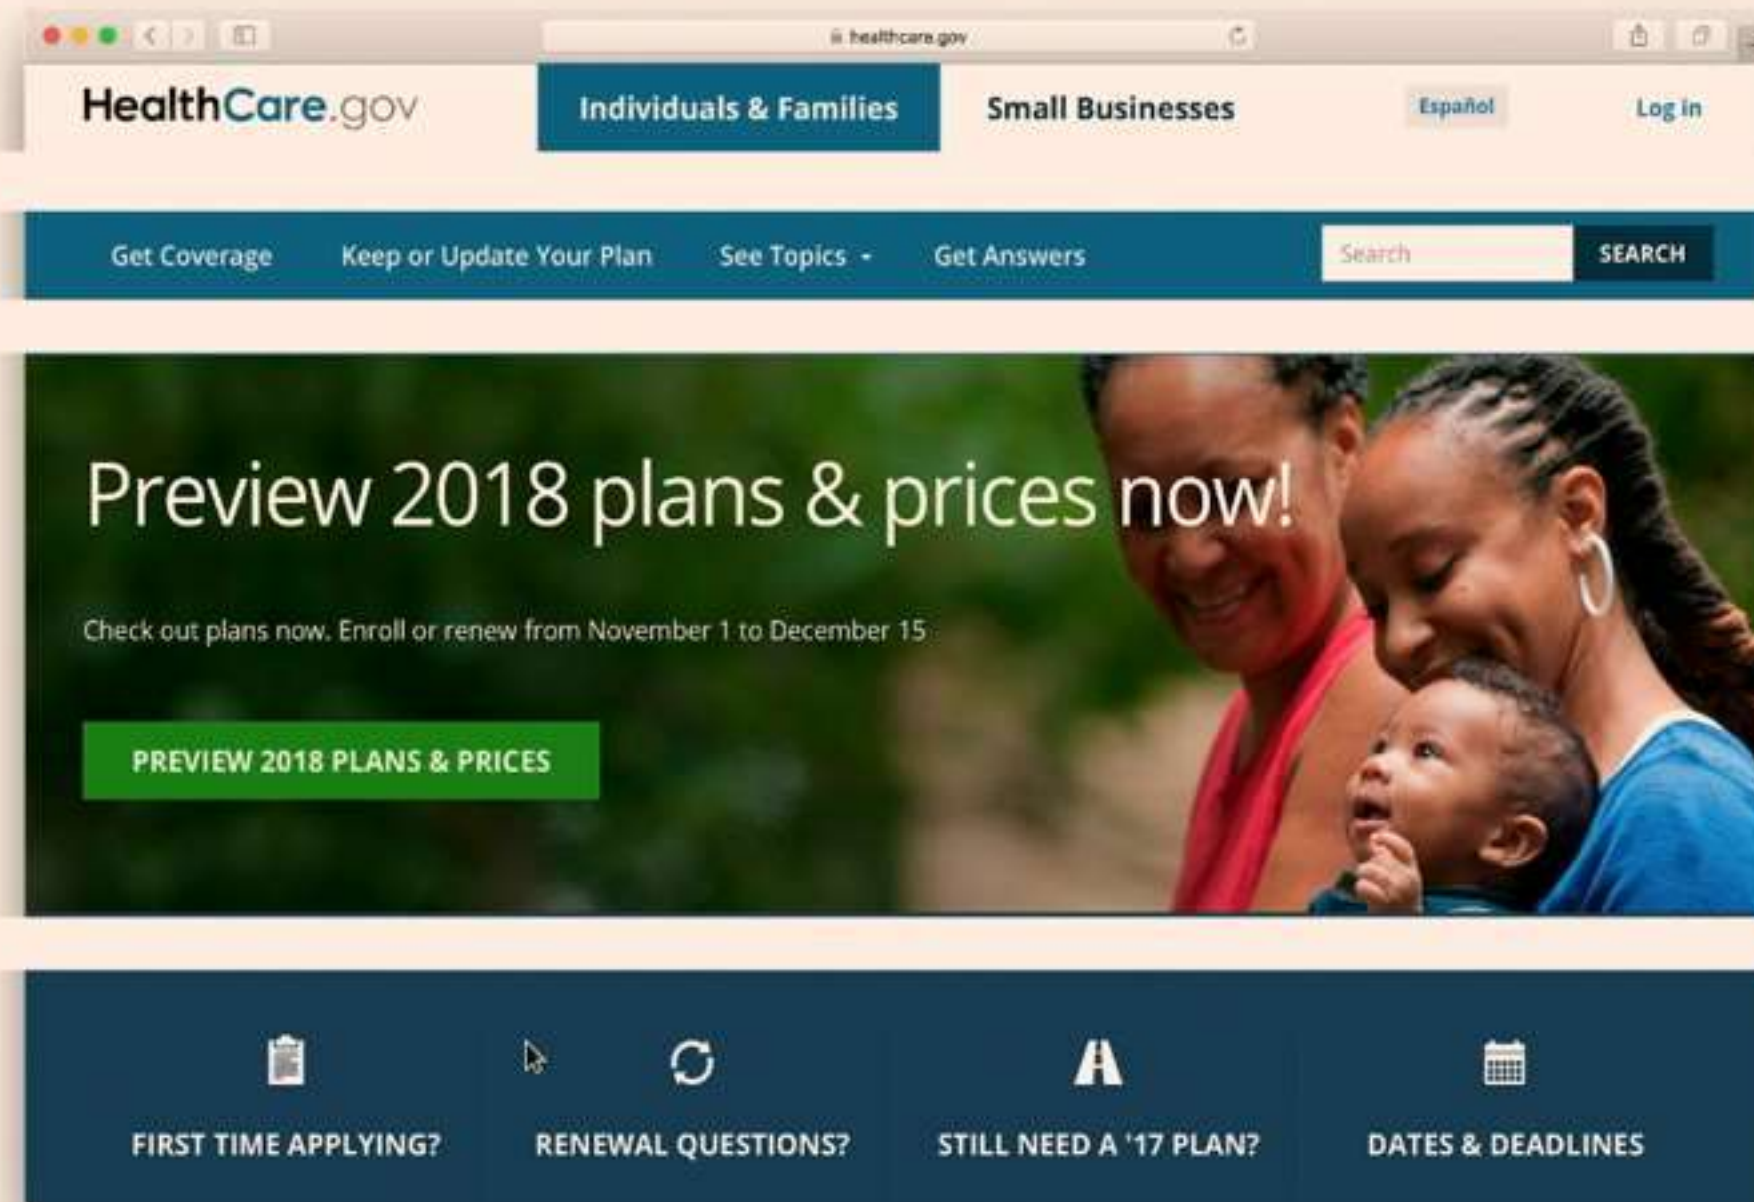 healthcare.gov
HealthCare.gov
Individuals & Families
Small Businesses
Español
Log in
Get Coverage
Keep or Update Your Plan
See Topics
Get Answers
Search
SEARCH
Preview 2018 plans & prices now!
Check out plans now. Enroll or renew from November 1 to December 15
PREVIEW 2018 PLANS & PRICES
FIRST TIME APPLYING?
RENEWAL QUESTIONS?
STILL NEED A '17 PLAN?
DATES & DEADLINES